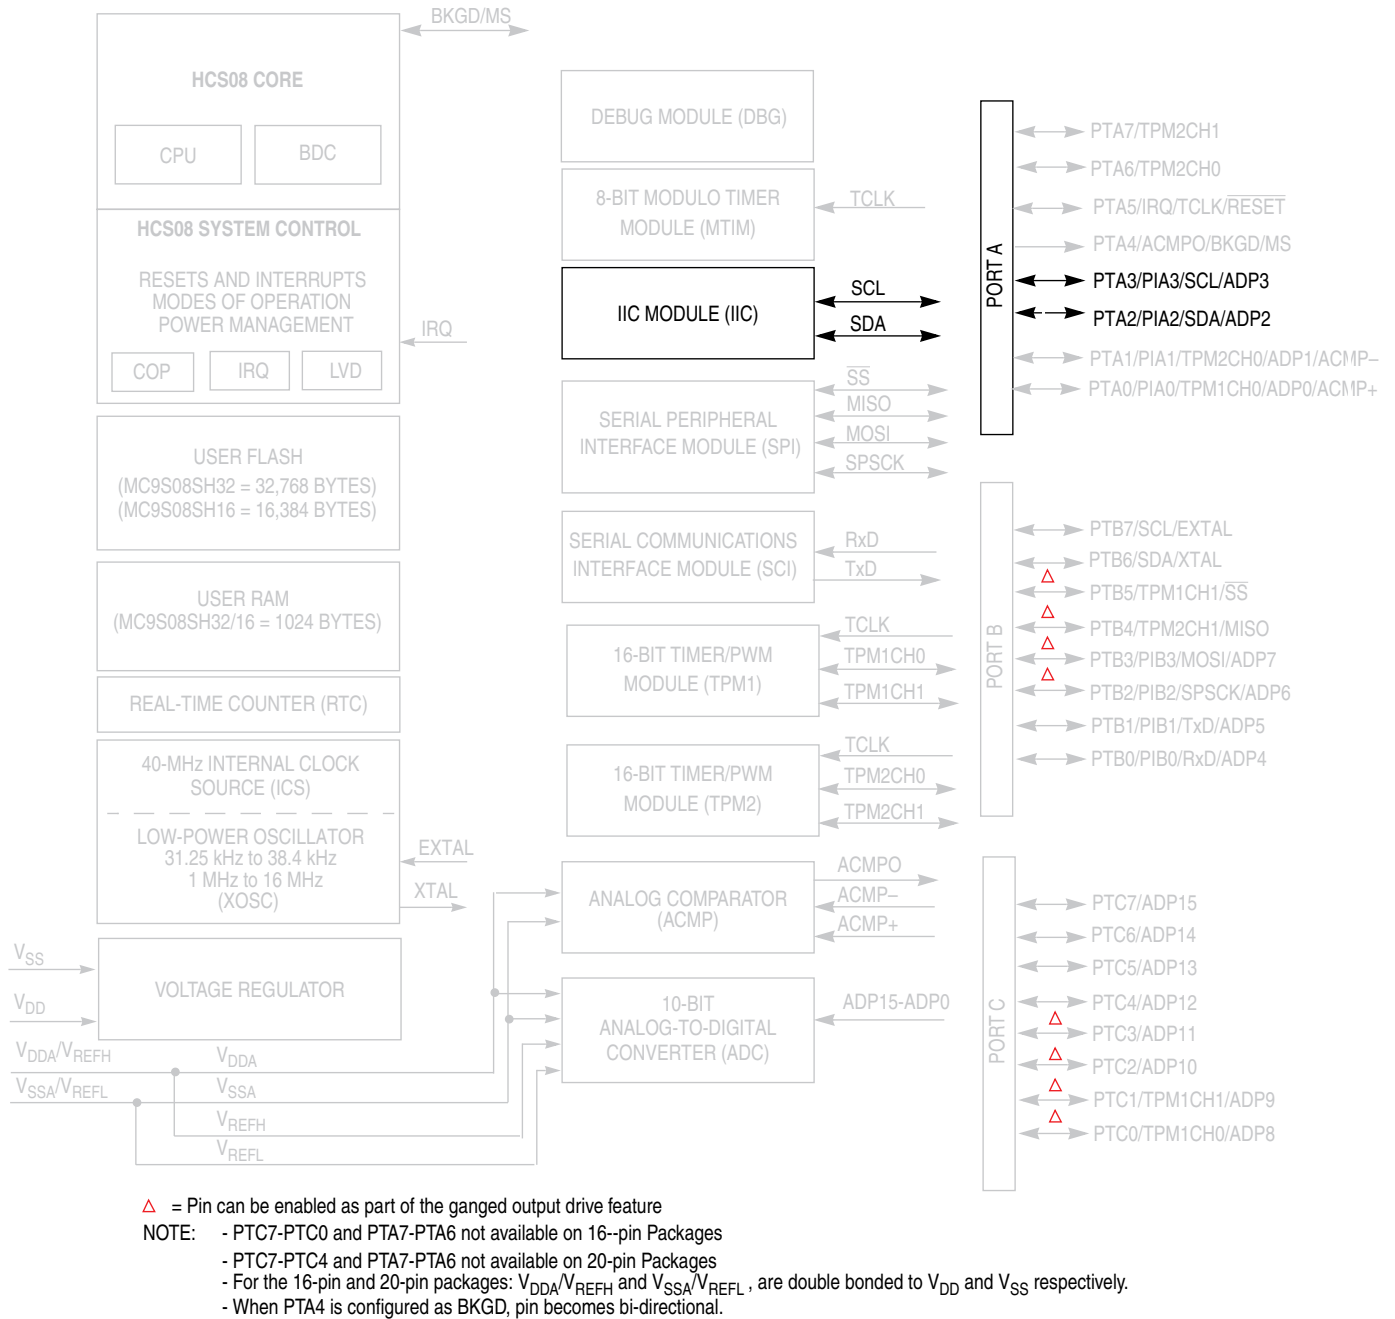 BKGD/MS
HCS08 CORE
CPU
BDC
HCS08 SYSTEM CONTROL
RESETS AND INTERRUPTS
MODES OF OPERATION
POWER MANAGEMENT
COP
IRQ
LVD
IRQ
USER FLASH
(MC9S08SH32 = 32,768 BYTES)
(MC9S08SH16 = 16,384 BYTES)
USER RAM
(MC9S08SH32/16 = 1024 BYTES)
REAL-TIME COUNTER (RTC)
40-MHz INTERNAL CLOCK
SOURCE (ICS)
LOW-POWER OSCILLATOR
31.25 kHz to 38.4 kHz
1 MHz to 16 MHz
(XOSC)
EXTAL
XTAL
VSS
VDD
VOLTAGE REGULATOR
VDDA/VREFH
VSSA/VREFL
VDDA
VSSA
VREFH
VREFL
DEBUG MODULE (DBG)
8-BIT MODULO TIMER
MODULE (MTIM)
TCLK
IIC MODULE (IIC)
SCL
SDA
SERIAL PERIPHERAL
INTERFACE MODULE (SPI)
SS
MISO
MOSI
SPSCK
SERIAL COMMUNICATIONS
INTERFACE MODULE (SCI)
RxD
TxD
16-BIT TIMER/PWM
MODULE (TPM1)
TCLK
TPM1CH0
TPM1CH1
16-BIT TIMER/PWM
MODULE (TPM2)
TCLK
TPM2CH0
TPM2CH1
ANALOG COMPARATOR
(ACMP)
ACMPO
ACMP–
ACMP+
10-BIT
ANALOG-TO-DIGITAL
CONVERTER (ADC)
ADP15-ADP0
PORT A
PTA7/TPM2CH1
PTA6/TPM2CH0
PTA5/IRQ/TCLK/RESET
PTA4/ACMPO/BKGD/MS
PTA3/PIA3/SCL/ADP3
PTA2/PIA2/SDA/ADP2
PTA1/PIA1/TPM2CH0/ADP1/ACMP–
PTA0/PIA0/TPM1CH0/ADP0/ACMP+
PORT B
PTB7/SCL/EXTAL
PTB6/SDA/XTAL
PTB5/TPM1CH1/SS
PTB4/TPM2CH1/MISO
PTB3/PIB3/MOSI/ADP7
PTB2/PIB2/SPSCK/ADP6
PTB1/PIB1/TxD/ADP5
PTB0/PIB0/RxD/ADP4
PORT C
PTC7/ADP15
PTC6/ADP14
PTC5/ADP13
PTC4/ADP12
PTC3/ADP11
PTC2/ADP10
PTC1/TPM1CH1/ADP9
PTC0/TPM1CH0/ADP8
Δ = Pin can be enabled as part of the ganged output drive feature
NOTE: - PTC7-PTC0 and PTA7-PTA6 not available on 16--pin Packages
- PTC7-PTC4 and PTA7-PTA6 not available on 20-pin Packages
- For the 16-pin and 20-pin packages: VDDA/VREFH and VSSA/VREFL , are double bonded to VDD and VSS respectively.
- When PTA4 is configured as BKGD, pin becomes bi-directional.